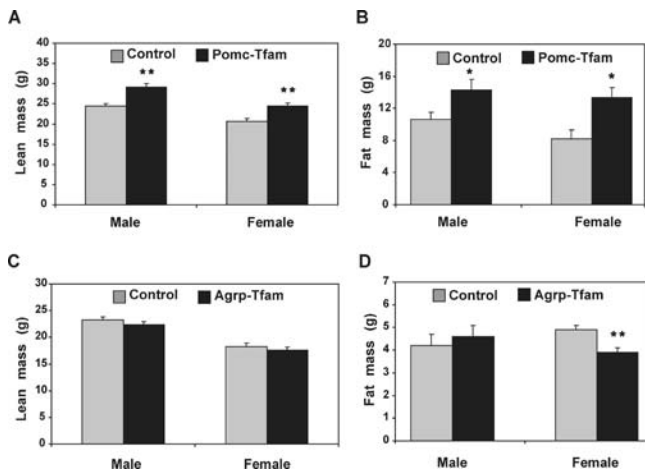 A
Control Pomc-Tfam
Lean mass (g)
40
35
30
25
20
15
10
5
0
**
**
Male Female
B
Control Pomc-Tfam
Fat mass (g)
20
16
12
8
4
0
*
*
Male Female
C
Control Agrp-Tfam
Lean mass (g)
30
25
20
15
10
5
0
Male Female
D
Control Agrp-Tfam
Fat mass (g)
7
6
5
4
3
2
1
0
**
Male Female